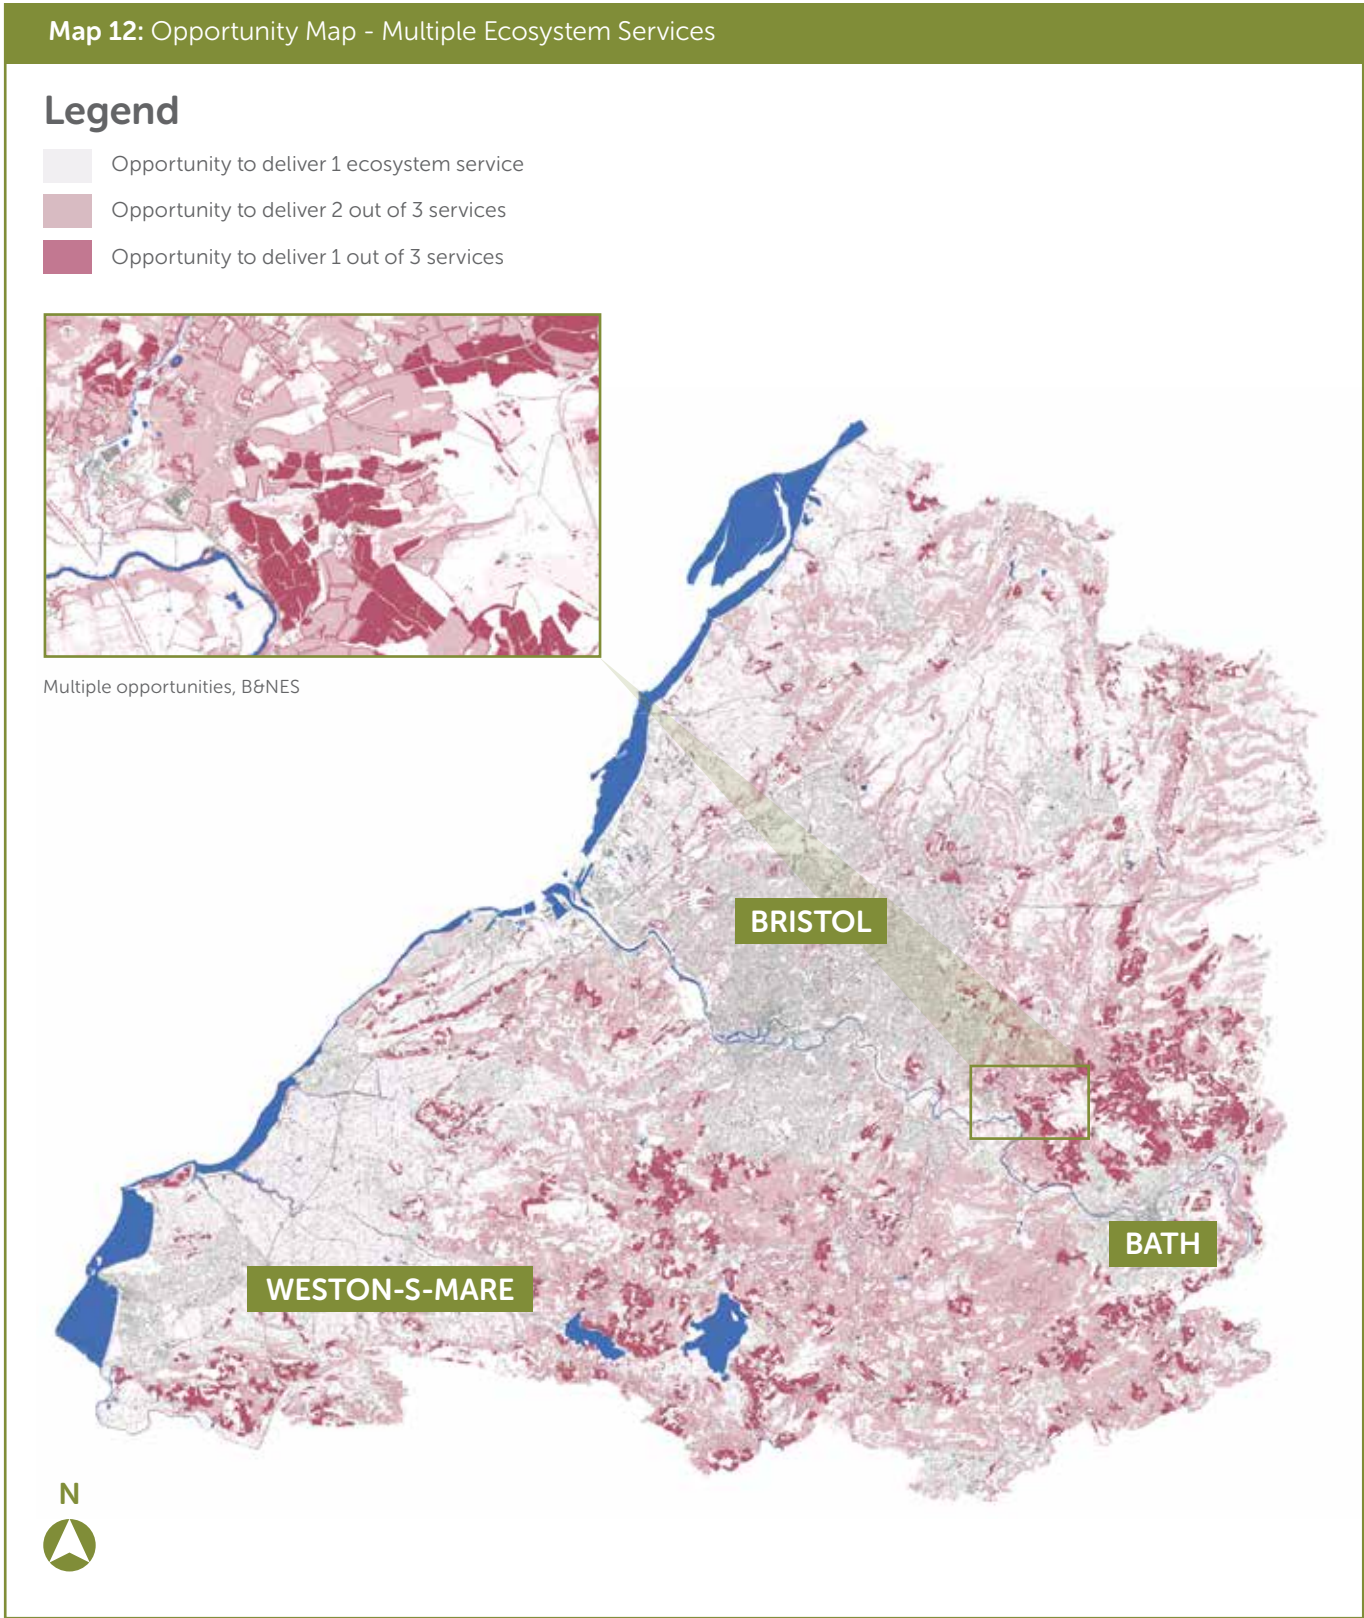 Map 12: Opportunity Map - Multiple Ecosystem Services
Legend
Opportunity to deliver 1 ecosystem service
Opportunity to deliver 2 out of 3 services
Opportunity to deliver 1 out of 3 services
Multiple opportunities, B&NES
BRISTOL
BATH
WESTON-S-MARE
N